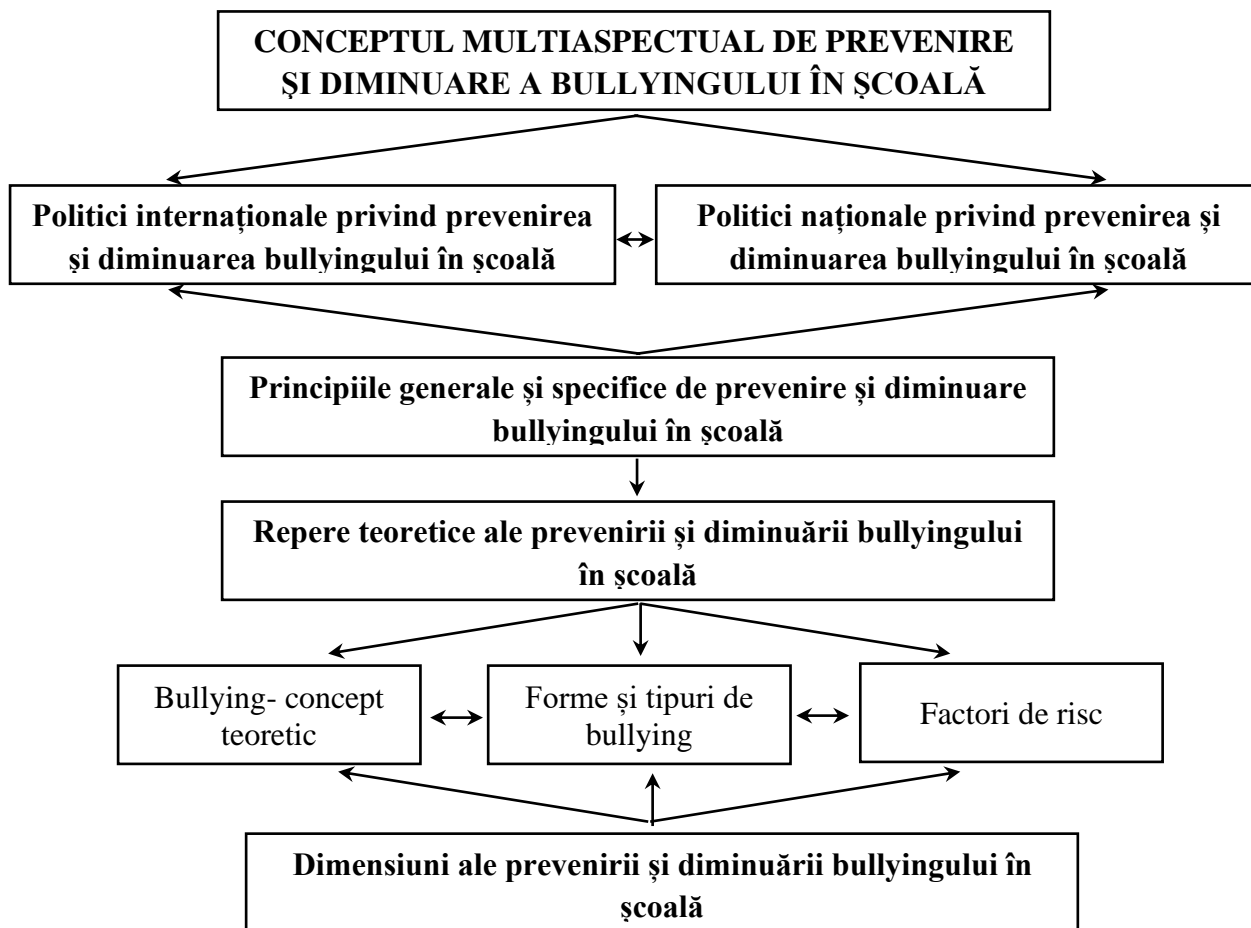 CONCEPTUL MULTIASPECTUAL DE PREVENIRE
ȘI DIMINUARE A BULLYINGULUI ÎN ȘCOALĂ
Politici internaționale privind prevenirea
și diminuarea bullyingului în școală
Politici naționale privind prevenirea și
diminuarea bullyingului în școală
Principiile generale și specifice de prevenire și diminuare
bullyingului în școală
Repere teoretice ale prevenirii și diminuării bullyingului
în școală
Bullying- concept
teoretic
Forme și tipuri de
bullying
Factori de risc
Dimensiuni ale prevenirii și diminuării bullyingului în
școală